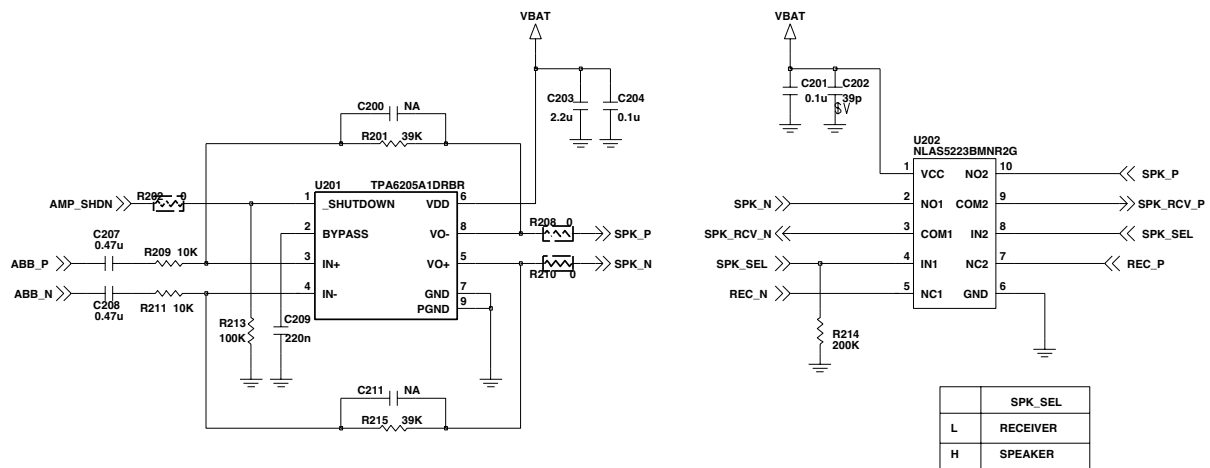 VBAT
C203
2.2u
C204
0.1u
C200 NA
R201 39K
U201 TPA6205A1DRBR
AMP_SHDN
R202 0
1 _SHUTDOWN VDD 6
2 BYPASS VO- 8
3 IN+ VO+ 5
4 IN- GND 7
PGND 9
R208 0
SPK_P
R210 0
SPK_N
C207
0.47u
ABB_P
R209 10K
ABB_N
C208
0.47u
R211 10K
R213
100K
C209
220n
C211 NA
R215 39K
VBAT
C201
0.1u
C202
39p
$V
U202
NLAS5223BMNR2G
1 VCC NO2 10
SPK_P
SPK_N
2 NO1 COM2 9
SPK_RCV_P
SPK_RCV_N
3 COM1 IN2 8
SPK_SEL
SPK_SEL
4 IN1 NC2 7
REC_P
REC_N
5 NC1 GND 6
R214
200K
SPK_SEL
L RECEIVER
H SPEAKER